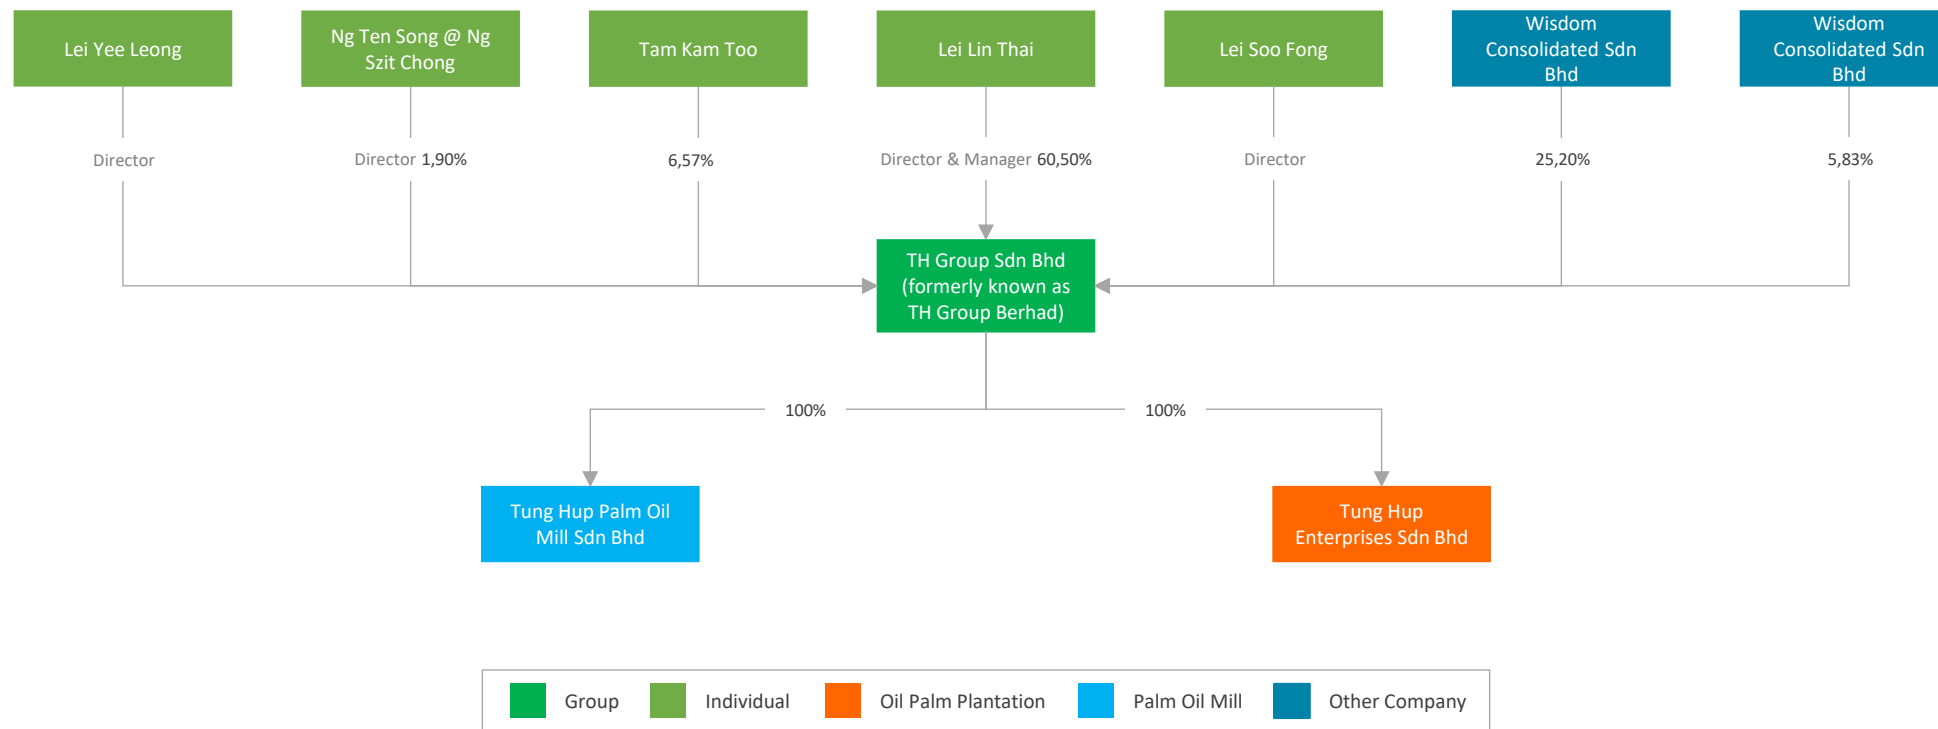 Lei Yee Leong
Ng Ten Song @ Ng
Szit Chong
Tam Kam Too
Lei Lin Thai
Lei Soo Fong
Wisdom
Consolidated Sdn
Bhd
Wisdom
Consolidated Sdn
Bhd
Director
Director 1,90%
6,57%
Director & Manager 60,50%
Director
25,20%
5,83%
TH Group Sdn Bhd
(formerly known as
TH Group Berhad)
100%
100%
Tung Hup Palm Oil
Mill Sdn Bhd
Tung Hup
Enterprises Sdn Bhd
Group
Individual
Oil Palm Plantation
Palm Oil Mill
Other Company